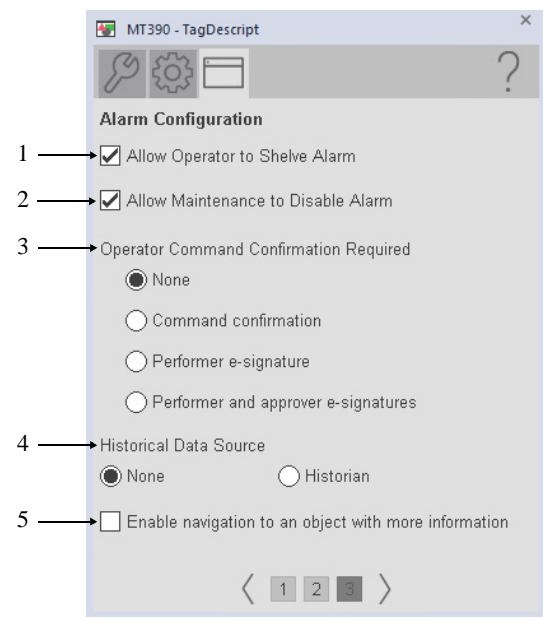 MT390 - TagDescript
Alarm Configuration
1 Allow Operator to Shelve Alarm
2 Allow Maintenance to Disable Alarm
3 Operator Command Confirmation Required
None
Command confirmation
Performer e-signature
Performer and approver e-signatures
4 Historical Data Source
None Historian
5 Enable navigation to an object with more information
1 2 3